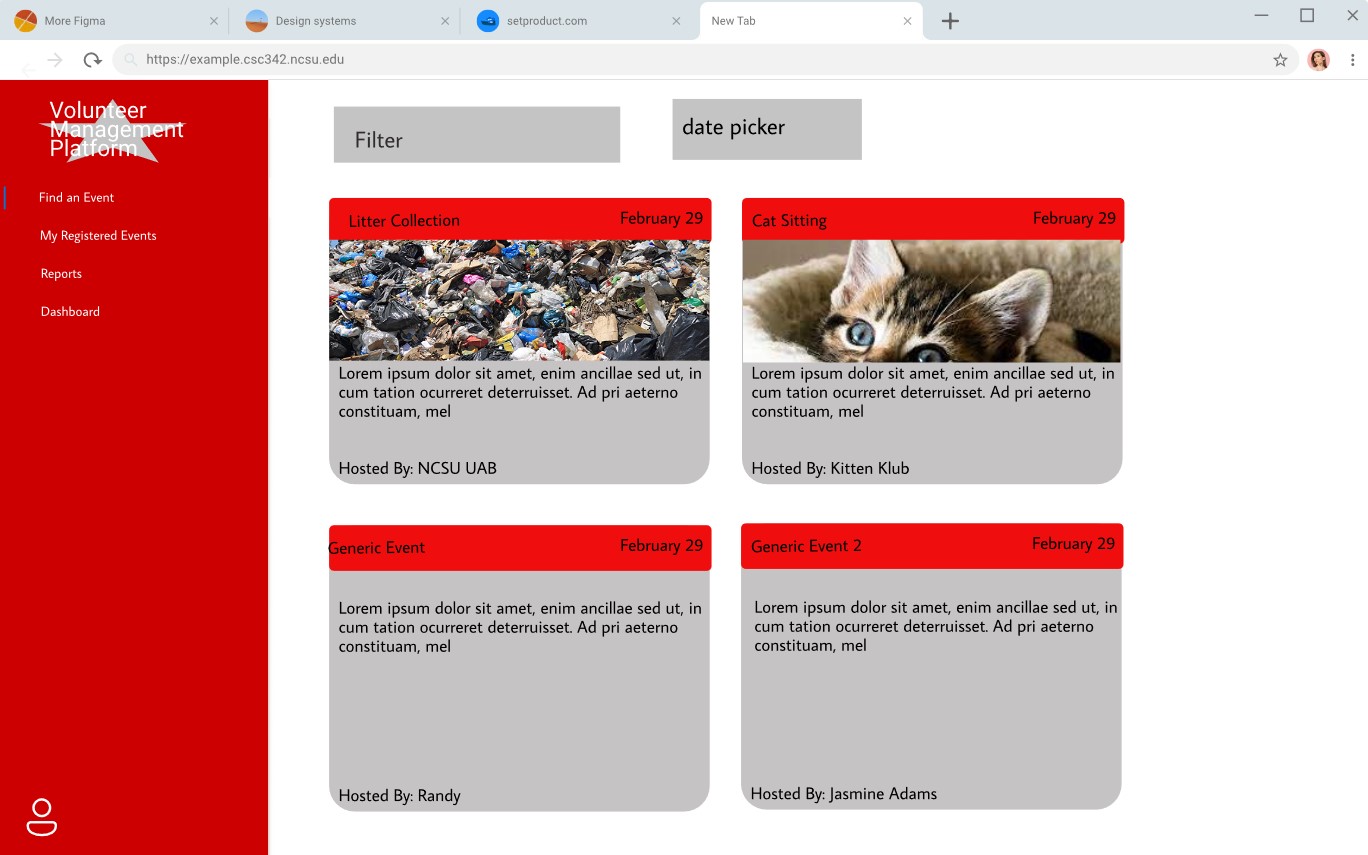 More Figma
Design systems
setproduct.com
New Tab
https://example.csc342.ncsu.edu
Volunteer
Management
Platform
Find an Event
My Registered Events
Reports
Dashboard
Filter
date picker
Litter Collection
February 29
Lorem ipsum dolor sit amet, enim ancillae sed ut, in
cum tation ocurreret deterruisset. Ad pri aeterno
constituam, mel
Hosted By: NCSU UAB
Cat Sitting
February 29
Lorem ipsum dolor sit amet, enim ancillae sed ut, in
cum tation ocurreret deterruisset. Ad pri aeterno
constituam, mel
Hosted By: Kitten Klub
Generic Event
February 29
Lorem ipsum dolor sit amet, enim ancillae sed ut, in
cum tation ocurreret deterruisset. Ad pri aeterno
constituam, mel
Hosted By: Randy
Generic Event 2
February 29
Lorem ipsum dolor sit amet, enim ancillae sed ut, in
cum tation ocurreret deterruisset. Ad pri aeterno
constituam, mel
Hosted By: Jasmine Adams